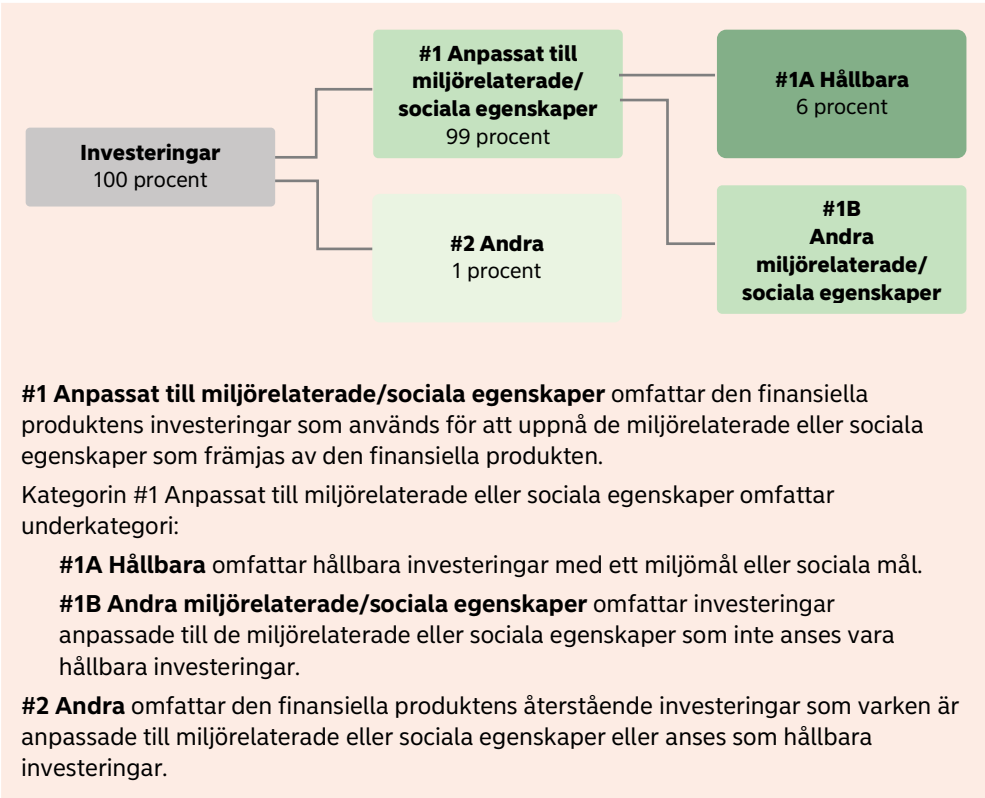 Investeringar
100 procent
#1 Anpassat till
miljörelaterade/
sociala egenskaper
99 procent
#2 Andra
1 procent
#1A Hållbara
6 procent
#1B
Andra
miljörelaterade/
sociala egenskaper
#1 Anpassat till miljörelaterade/sociala egenskaper omfattar den finansiella
produktens investeringar som används för att uppnå de miljörelaterade eller sociala
egenskaper som främjas av den finansiella produkten.
Kategorin #1 Anpassat till miljörelaterade eller sociala egenskaper omfattar
underkategori:
#1A Hållbara omfattar hållbara investeringar med ett miljömål eller sociala mål.
#1B Andra miljörelaterade/sociala egenskaper omfattar investeringar
anpassade till de miljörelaterade eller sociala egenskaper som inte anses vara
hållbara investeringar.
#2 Andra omfattar den finansiella produktens återstående investeringar som varken är
anpassade till miljörelaterade eller sociala egenskaper eller anses som hållbara
investeringar.